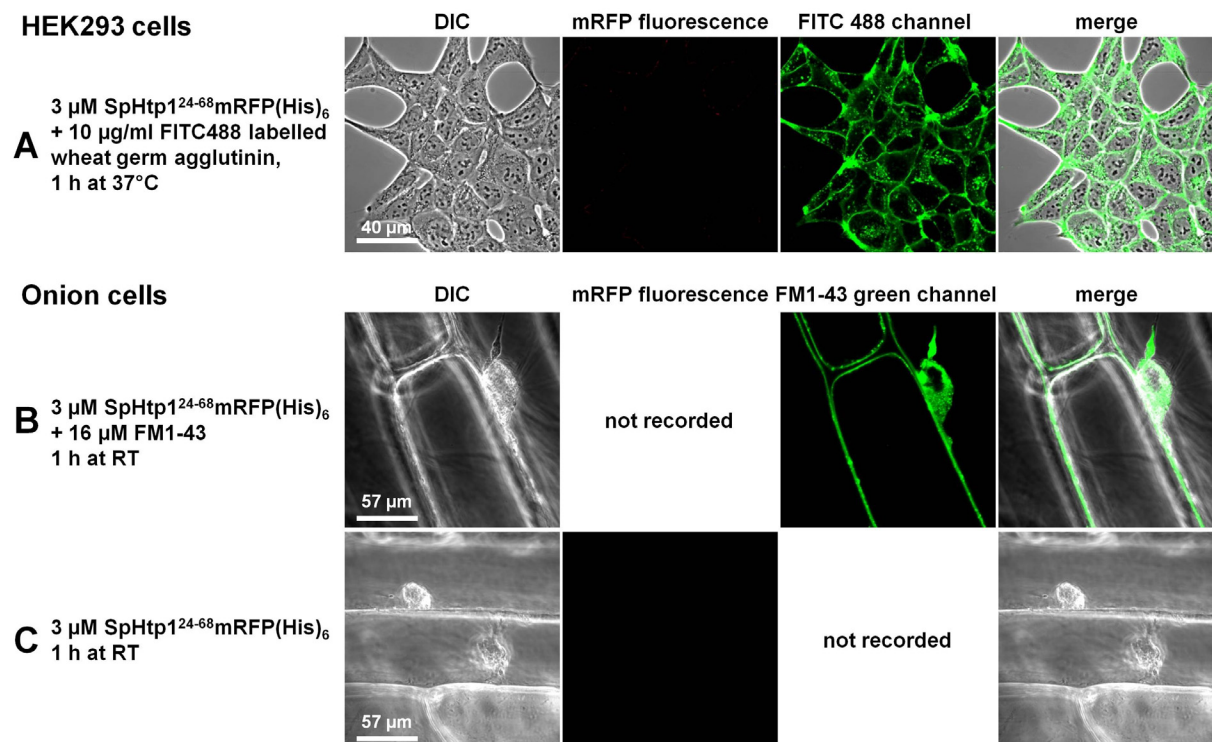 HEK293 cells
DIC
mRFP fluorescence
FITC 488 channel
merge
A
3 µM SpHtp1²⁴⁻⁶⁸mRFP(His)₆
+ 10 µg/ml FITC488 labelled
wheat germ agglutinin,
1 h at 37°C
40 µm
Onion cells
DIC
mRFP fluorescence
FM1-43 green channel
merge
B
3 µM SpHtp1²⁴⁻⁶⁸mRFP(His)₆
+ 16 µM FM1-43
1 h at RT
not recorded
57 µm
C
3 µM SpHtp1²⁴⁻⁶⁸mRFP(His)₆
1 h at RT
not recorded
57 µm